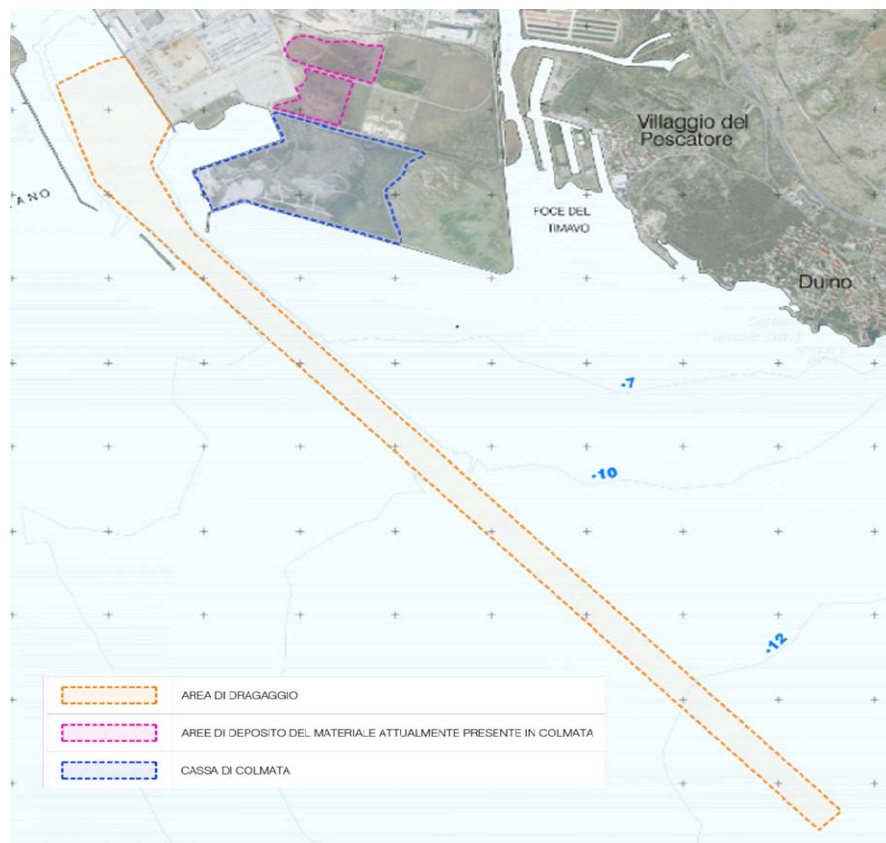 Villaggio del
Pescatore
ANO
FOCE DEL
TIMAVO
Duino
-7
-10
-12
AREA DI DRAGAGGIO
AREE DI DEPOSITO DEL MATERIALE ATTUALMENTE PRESENTE IN COLMATA
CASSA DI COLMATA